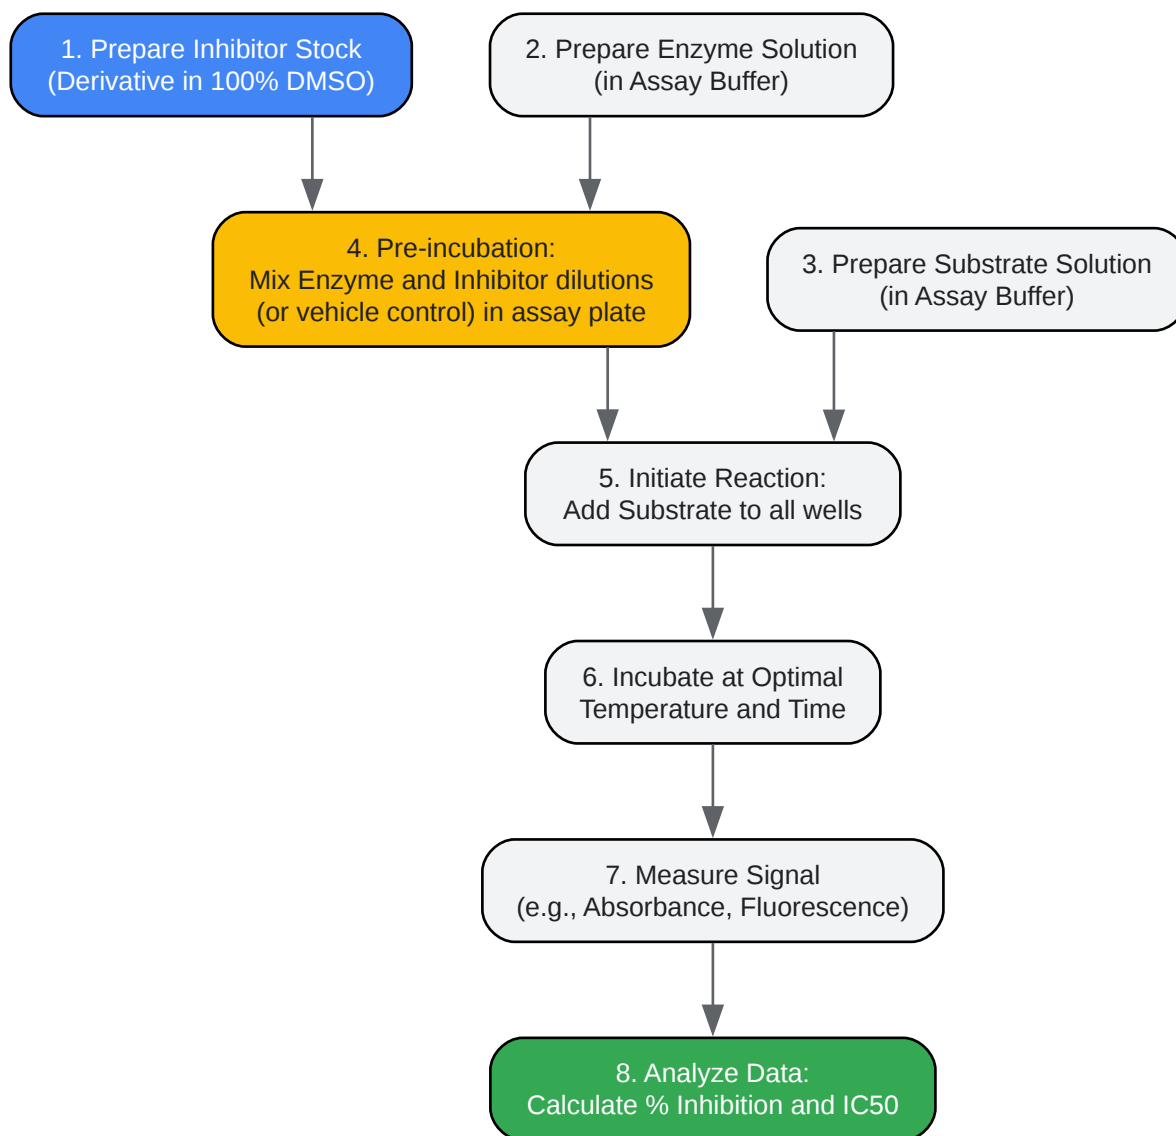 1. Prepare Inhibitor Stock
(Derivative in 100% DMSO)
2. Prepare Enzyme Solution
(in Assay Buffer)
4. Pre-incubation:
Mix Enzyme and Inhibitor dilutions
(or vehicle control) in assay plate
3. Prepare Substrate Solution
(in Assay Buffer)
5. Initiate Reaction:
Add Substrate to all wells
6. Incubate at Optimal
Temperature and Time
7. Measure Signal
(e.g., Absorbance, Fluorescence)
8. Analyze Data:
Calculate % Inhibition and IC50